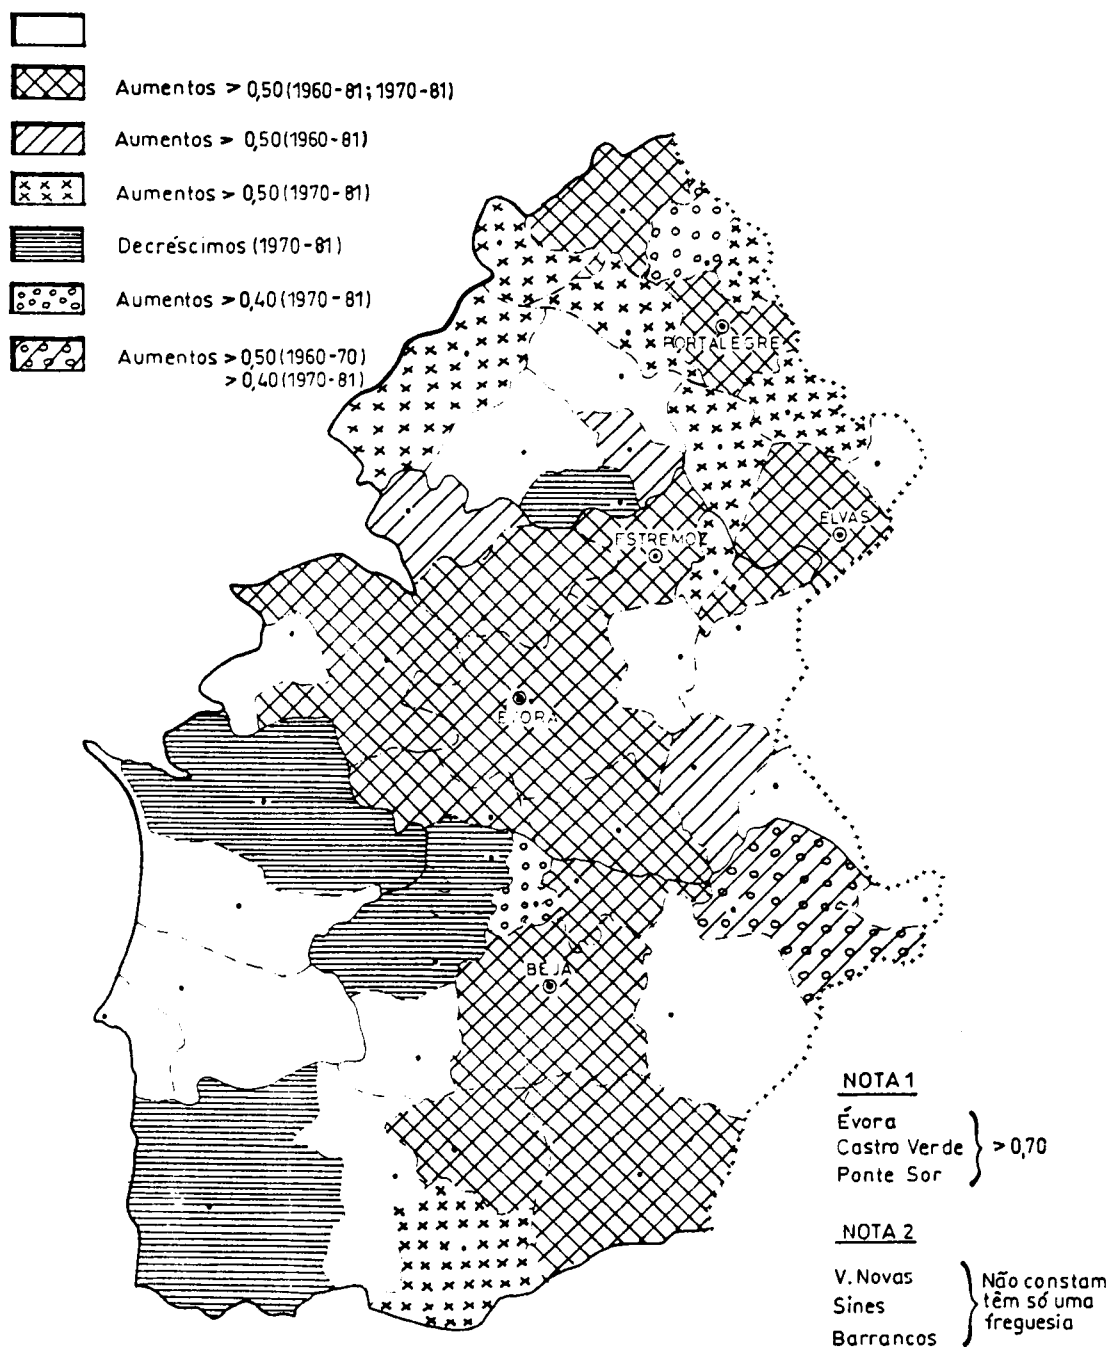 Aumentos > 0,50 (1960-81; 1970-81)
Aumentos > 0,50 (1960-81)
Aumentos > 0,50 (1970-81)
Decréscimos (1970-81)
Aumentos > 0,40 (1970-81)
Aumentos > 0,50 (1960-70)
> 0,40 (1970-81)
PORTALEGRE
ELVAS
ESTREMOZ
ÉVORA
BEJA
NOTA 1
Évora
Castro Verde
Ponte Sor
> 0,70
NOTA 2
V. Novas
Sines
Barrancos
Não constam
têm só uma
freguesia